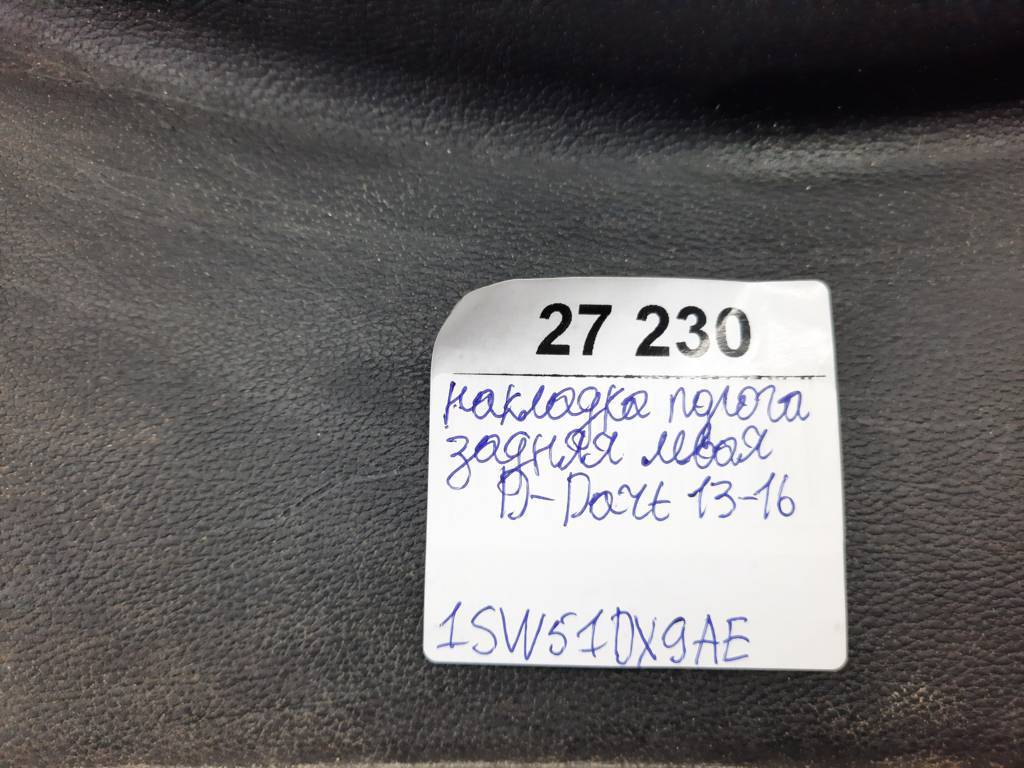 27 230
накладка порога
задняя левая
D-Dart 13-16
1SW51DX9AE